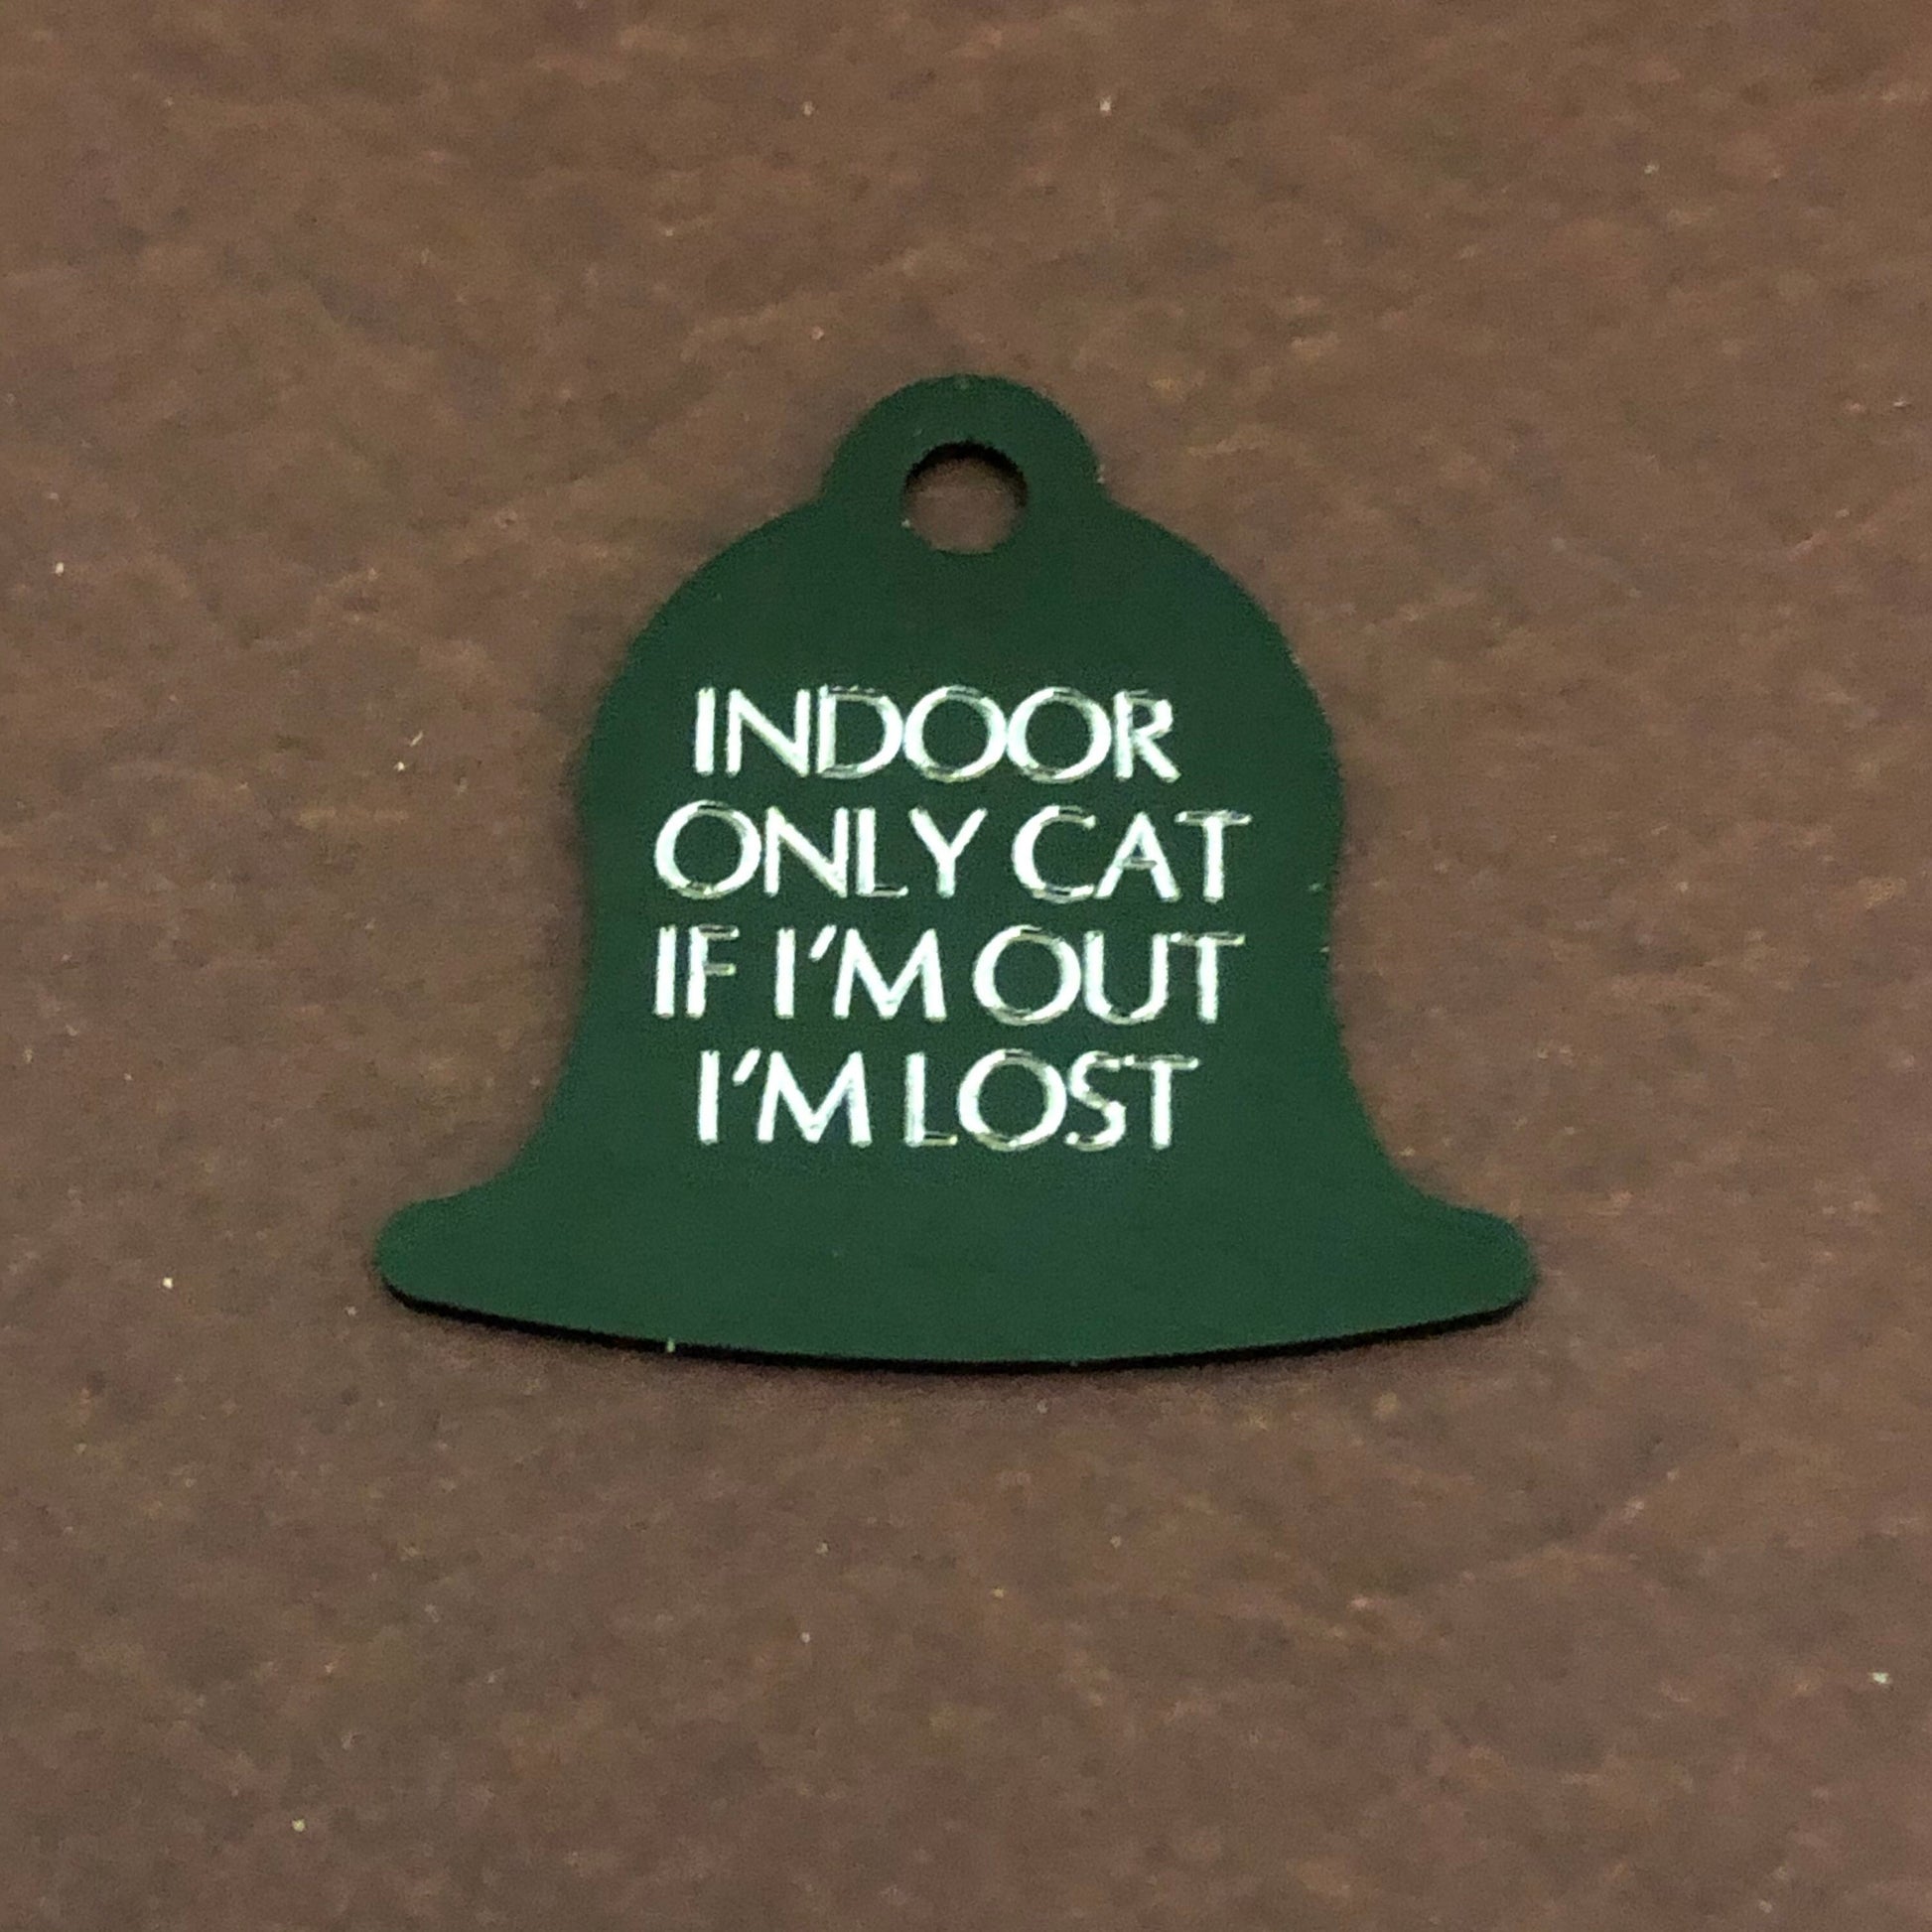 INDOOR
ONLY CAT
IF I'M OUT
I'M LOST